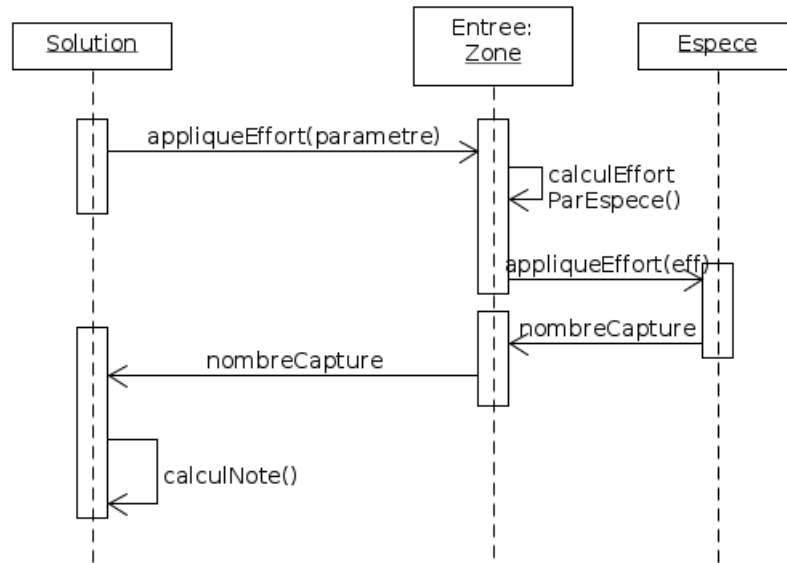 Solution
Entree:
Zone
Espece
appliqueEffort(parametre)
calculEffort
ParEspece()
appliqueEffort(eff)
nombreCapture
nombreCapture
calculNote()